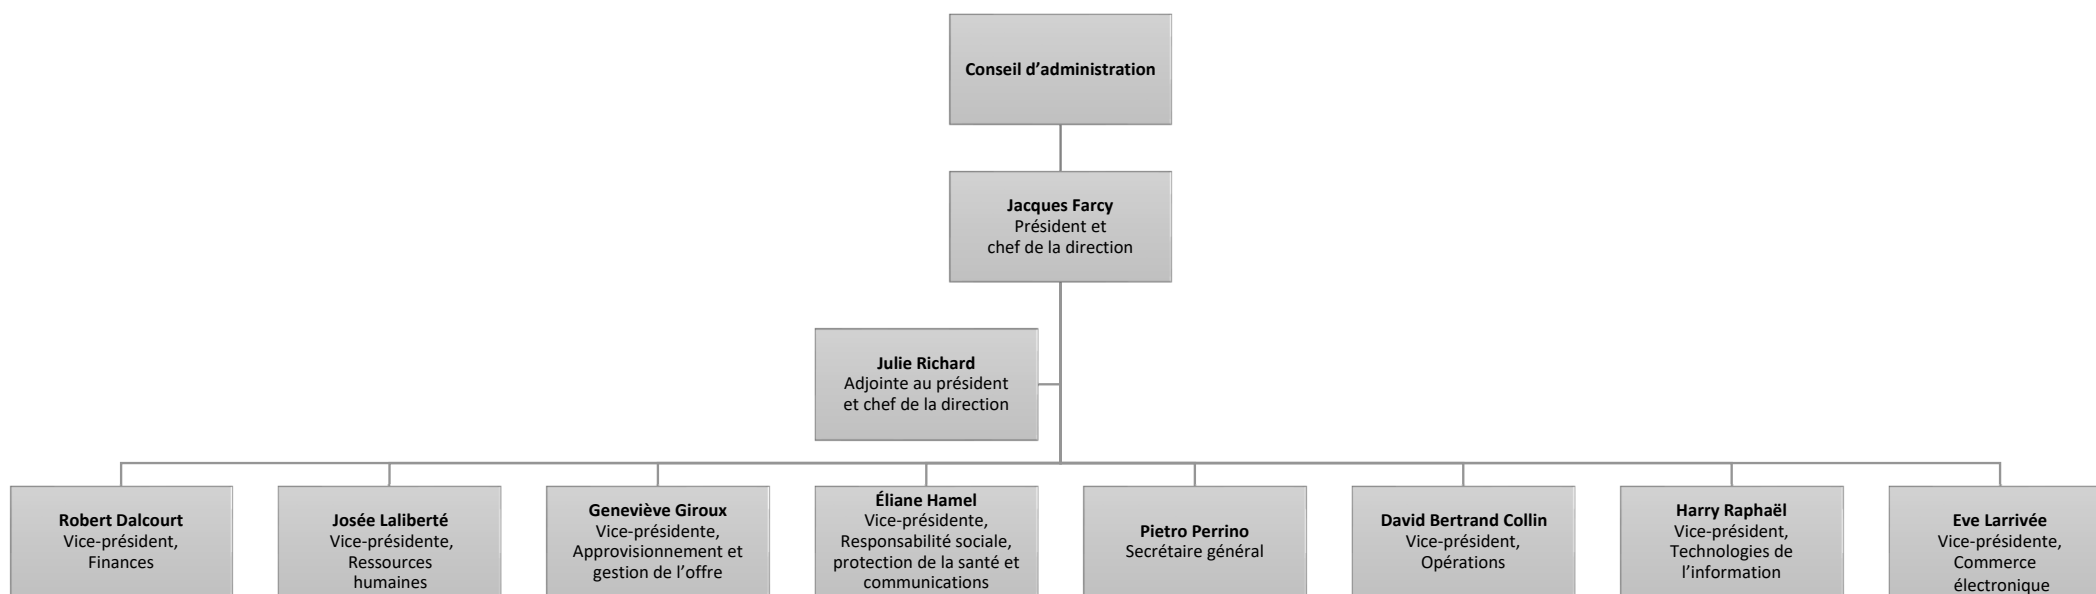 Conseil d’administration
Jacques Farcy
Président et
chef de la direction
Julie Richard
Adjointe au président
et chef de la direction
Robert Dalcourt
Vice-président,
Finances
Josée Laliberté
Vice-présidente,
Ressources
humaines
Geneviève Giroux
Vice-présidente,
Approvisionnement et
gestion de l’offre
Éliane Hamel
Vice-présidente,
Responsabilité sociale,
protection de la santé et
communications
Pietro Perrino
Secrétaire général
David Bertrand Collin
Vice-président,
Opérations
Harry Raphaël
Vice-président,
Technologies de
l’information
Eve Larrivée
Vice-présidente,
Commerce
électronique